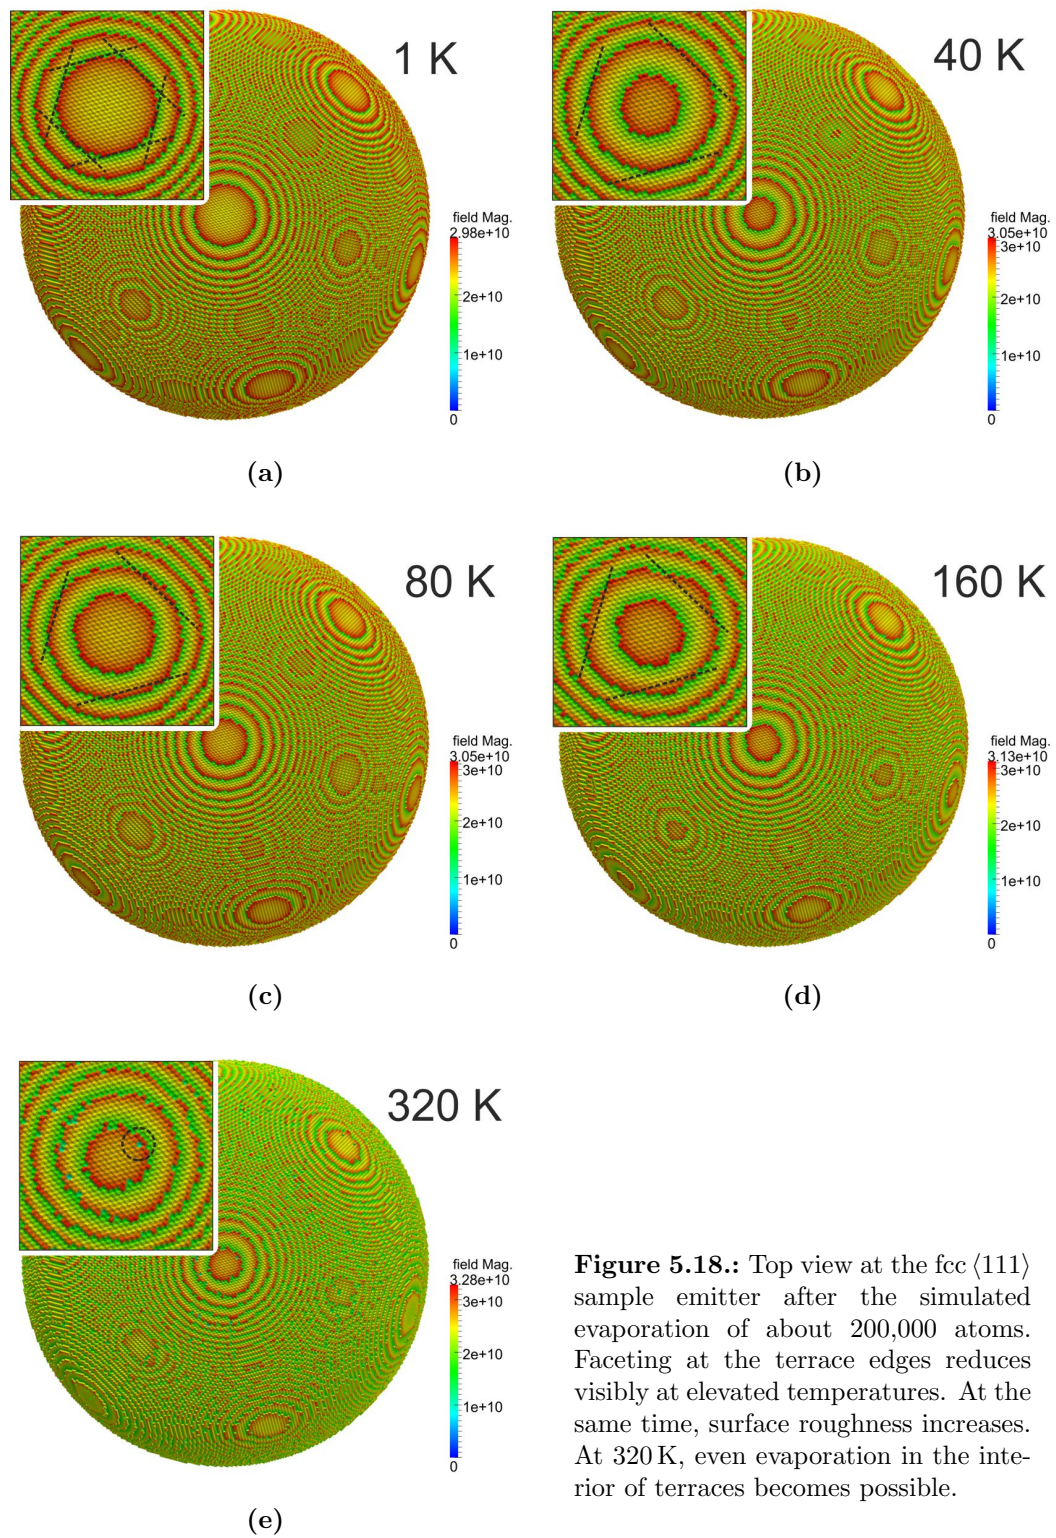 1 K
field Mag.
2.98e+10
2e+10
1e+10
0
(a)
40 K
field Mag.
3.05e+10
3e+10
2e+10
1e+10
0
(b)
80 K
field Mag.
3.05e+10
3e+10
2e+10
1e+10
0
(c)
160 K
field Mag.
3.13e+10
3e+10
2e+10
1e+10
0
(d)
320 K
field Mag.
3.28e+10
3e+10
2e+10
1e+10
0
(e)
Figure 5.18.: Top view at the fcc ⟨111⟩
sample emitter after the simulated
evaporation of about 200,000 atoms.
Faceting at the terrace edges reduces
visibly at elevated temperatures. At the
same time, surface roughness increases.
At 320 K, even evaporation in the inte-
rior of terraces becomes possible.